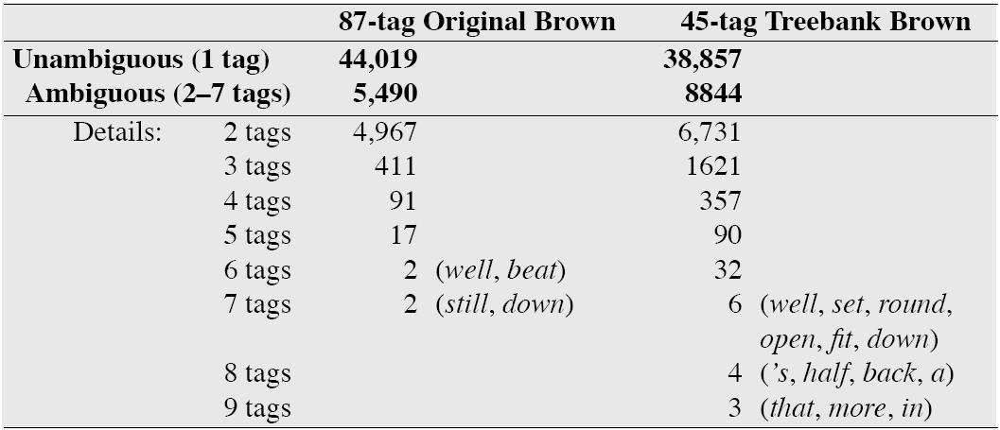 87-tag Original Brown 45-tag Treebank Brown
Unambiguous (1 tag) 44,019 38,857
Ambiguous (2–7 tags) 5,490 8844
Details: 2 tags 4,967 6,731
3 tags 411 1621
4 tags 91 357
5 tags 17 90
6 tags 2 (well, beat) 32
7 tags 2 (still, down) 6 (well, set, round,
open, fit, down)
8 tags 4 (’s, half, back, a)
9 tags 3 (that, more, in)